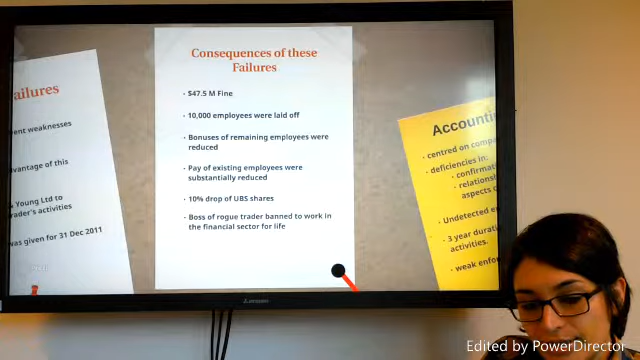 ailures
ent weaknesses
vantage of this
Young Ltd to
rader's activities
was given for 31 Dec 2011
Consequences of these
Failures
- $47.5 M Fine
- 10,000 employees were laid off
- Bonuses of remaining employees were
reduced
- Pay of existing employees were
substantially reduced
- 10% drop of UBS shares
- Boss of rogue trader banned to work in
the financial sector for life
Accounti
- centred on compa
- deficiencies in:
- confirmat
- relations
aspects o
- Undetected e
- 3 year durati
activities.
- weak enfo
Edited by PowerDirector